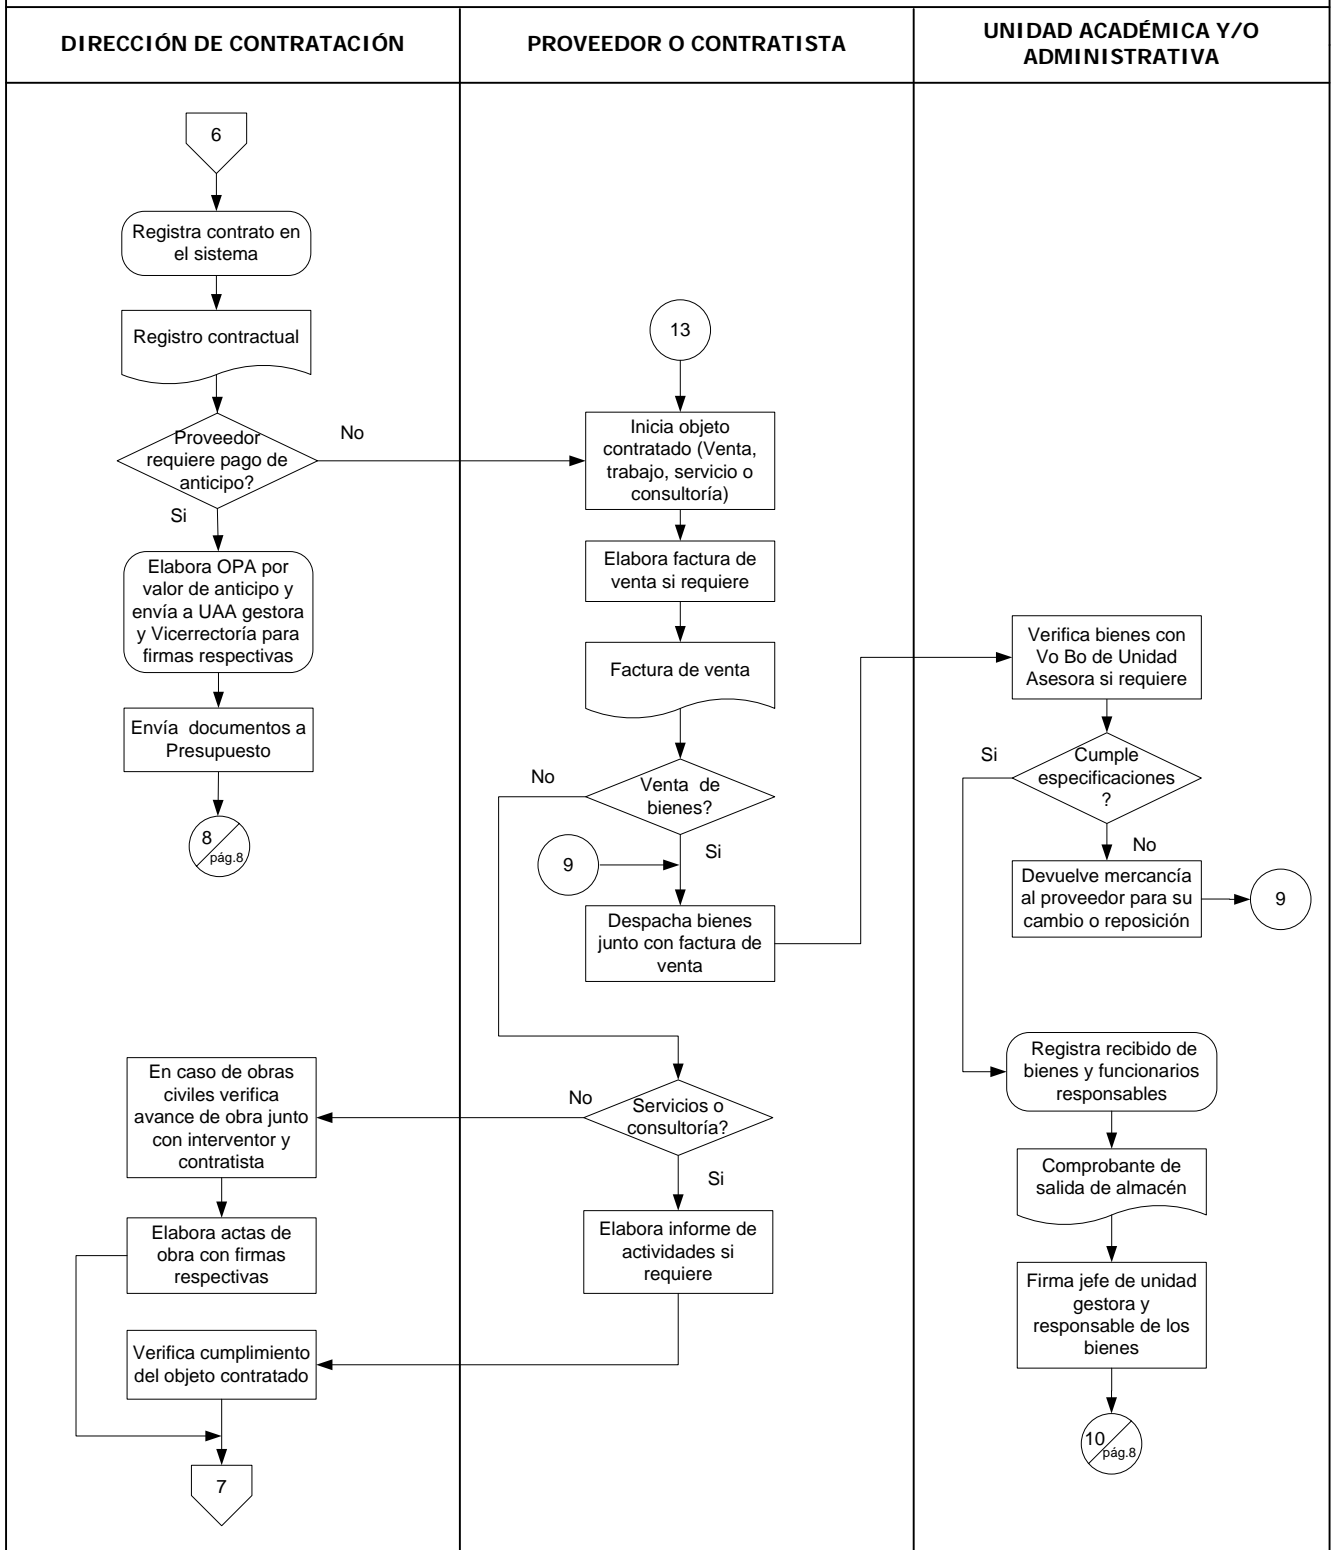 DIRECCIÓN DE CONTRATACIÓN
PROVEEDOR O CONTRATISTA
UNIDAD ACADÉMICA Y/O
ADMINISTRATIVA
6
Registra contrato en
el sistema
Registro contractual
Proveedor
requiere pago de
anticipo?
No
Si
Elabora OPA por
valor de anticipo y
envía a UAA gestora
y Vicerrectoría para
firmas respectivas
Envía documentos a
Presupuesto
8
pág.8
En caso de obras
civiles verifica
avance de obra junto
con interventor y
contratista
Elabora actas de
obra con firmas
respectivas
Verifica cumplimiento
del objeto contratado
7
13
Inicia objeto
contratado (Venta,
trabajo, servicio o
consultoría)
Elabora factura de
venta si requiere
Factura de venta
No
Venta de
bienes?
Si
9
Despacha bienes
junto con factura de
venta
No
Servicios o
consultoría?
Si
Elabora informe de
actividades si
requiere
Verifica bienes con
Vo Bo de Unidad
Asesora si requiere
Si
Cumple
especificaciones
?
No
Devuelve mercancía
al proveedor para su
cambio o reposición
9
Registra recibido de
bienes y funcionarios
responsables
Comprobante de
salida de almacén
Firma jefe de unidad
gestora y
responsable de los
bienes
10
pág.8